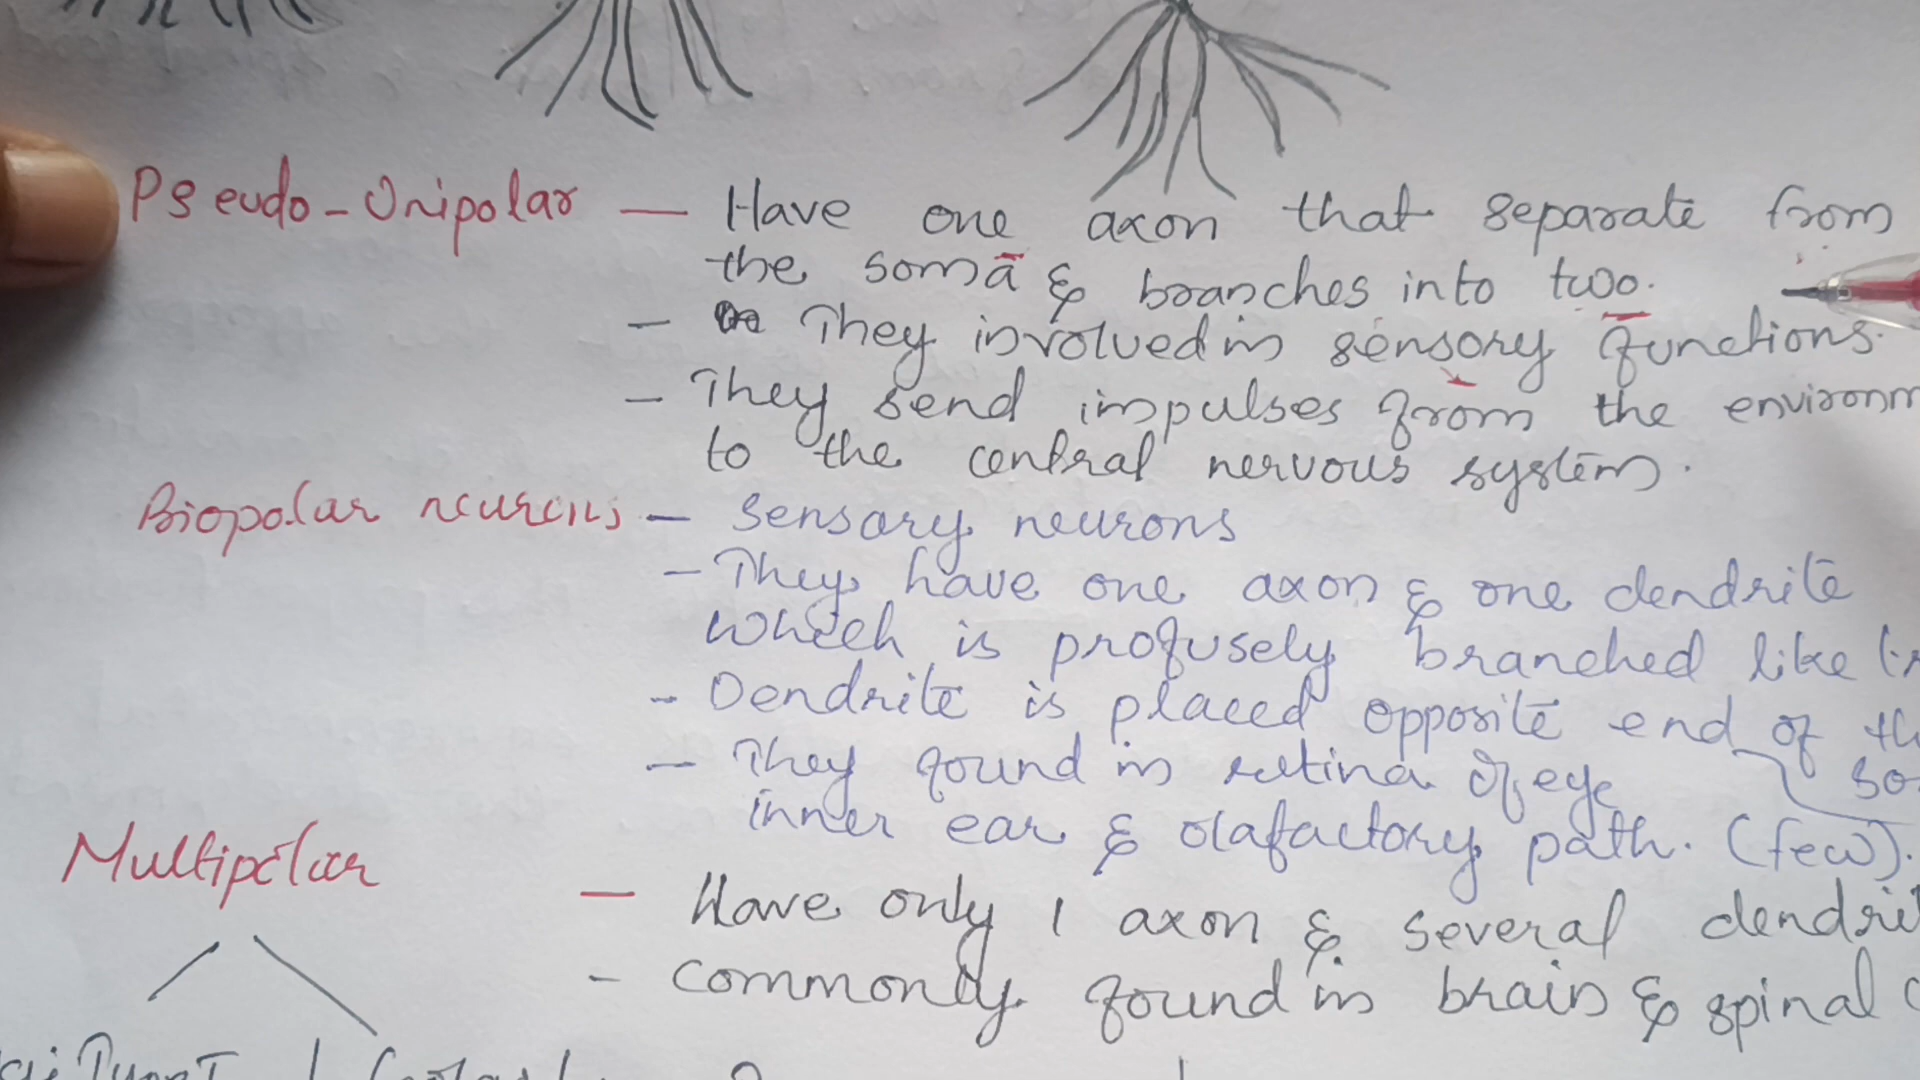 Pseudo-Unipolar — Have one axon that separate from
the soma & branches into two.
- They involved in sensory functions.
- They send impulses from the environm
to the central nervous system.
Biopolar neurons — Sensory neurons
- They have one axon & one dendrite
which is profusely branched like
- Dendrite is placed opposite end of th
- They found in retina of eye so
inner ear & olafactory path. (few).
Multipolar
— Have only 1 axon & several dendrit
- commonly found in brain & spinal c